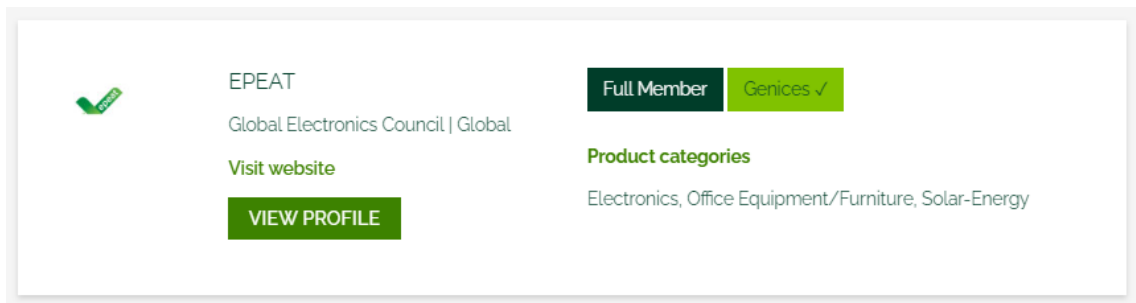 epeat
EPEAT
Global Electronics Council | Global
Visit website
VIEW PROFILE
Full Member
Genices ✓
Product categories
Electronics, Office Equipment/Furniture, Solar-Energy